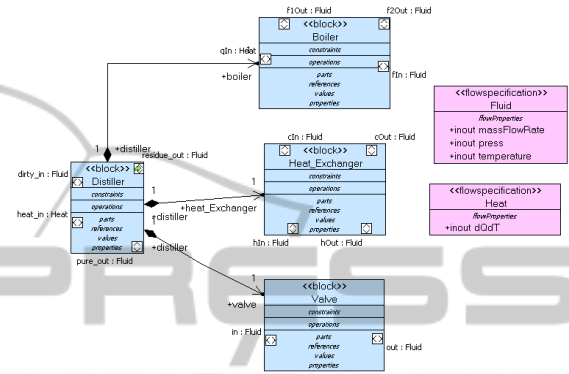 f1Out : Fluid
f2Out : Fluid
<<block>>
Boiler
qIn : Heat
1
constraints
operations
+boiler
fIn : Fluid
parts
references
values
properties
<<flowspecification>>
Fluid
flowProperties
+inout massFlowRate
+inout press
+inout temperature
cIn : Fluid
cOut : Fluid
<<block>>
Heat_Exchanger
constraints
operations
parts
references
values
properties
hIn : Fluid
hOut : Fluid
1
+heat_Exchanger
<<flowspecification>>
Heat
flowProperties
+inout dQdT
1
+distiller
residue_out : Fluid
dirty_in : Fluid
<<block>>
Distiller
constraints
operations
heat_in : Heat
parts
references
values
properties
pure_out : Fluid
1
+distiller
1
+distiller
1
+valve
<<block>>
Valve
constraints
operations
in : Fluid
out : Fluid
parts
references
values
properties
PRESS